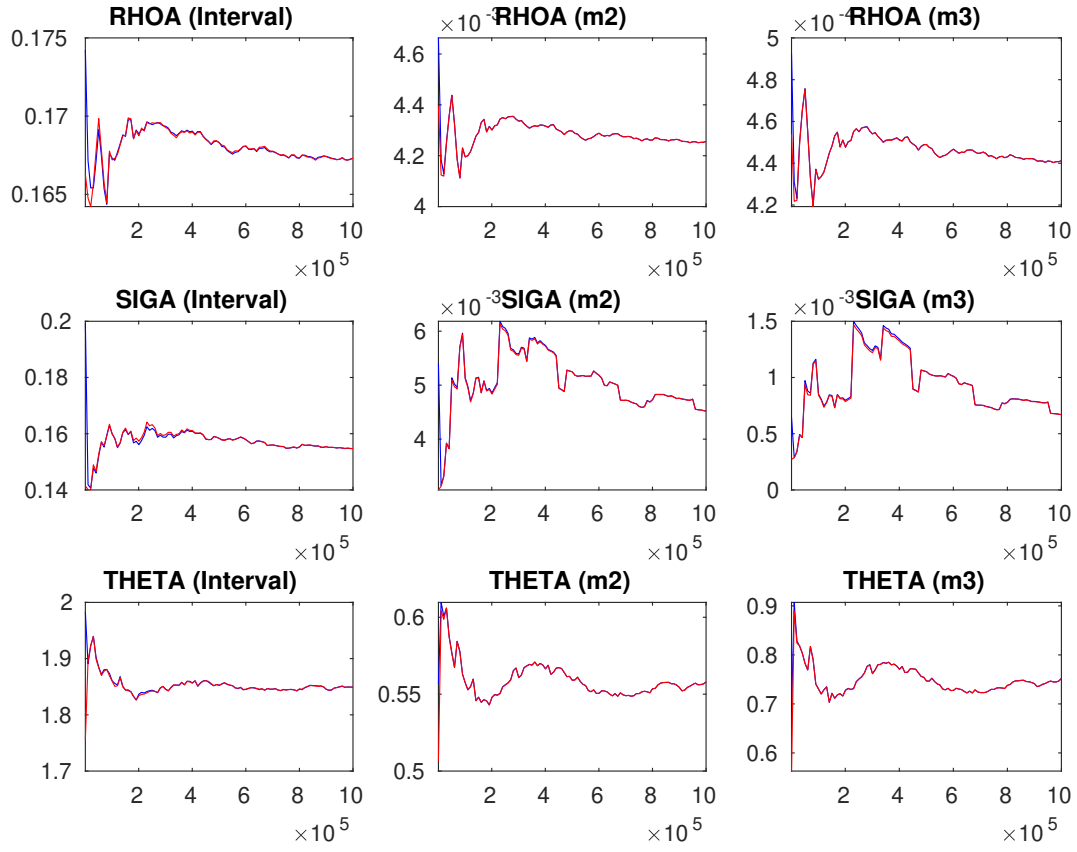 RHOA (Interval)
0.175
0.17
0.165
2 4 6 8 10
×10 5
×10 -3
RHOA (m2)
4.6
4.4
4.2
4
2 4 6 8 10
×10 5
×10 -4
RHOA (m3)
5
4.8
4.6
4.4
4.2
2 4 6 8 10
×10 5
SIGA (Interval)
0.2
0.18
0.16
0.14
2 4 6 8 10
×10 5
×10 -3
SIGA (m2)
6
5
4
2 4 6 8 10
×10 5
×10 -3
SIGA (m3)
1.5
1
0.5
0
2 4 6 8 10
×10 5
THETA (Interval)
2
1.9
1.8
1.7
2 4 6 8 10
×10 5
THETA (m2)
0.6
0.55
0.5
2 4 6 8 10
×10 5
THETA (m3)
0.9
0.8
0.7
0.6
2 4 6 8 10
×10 5